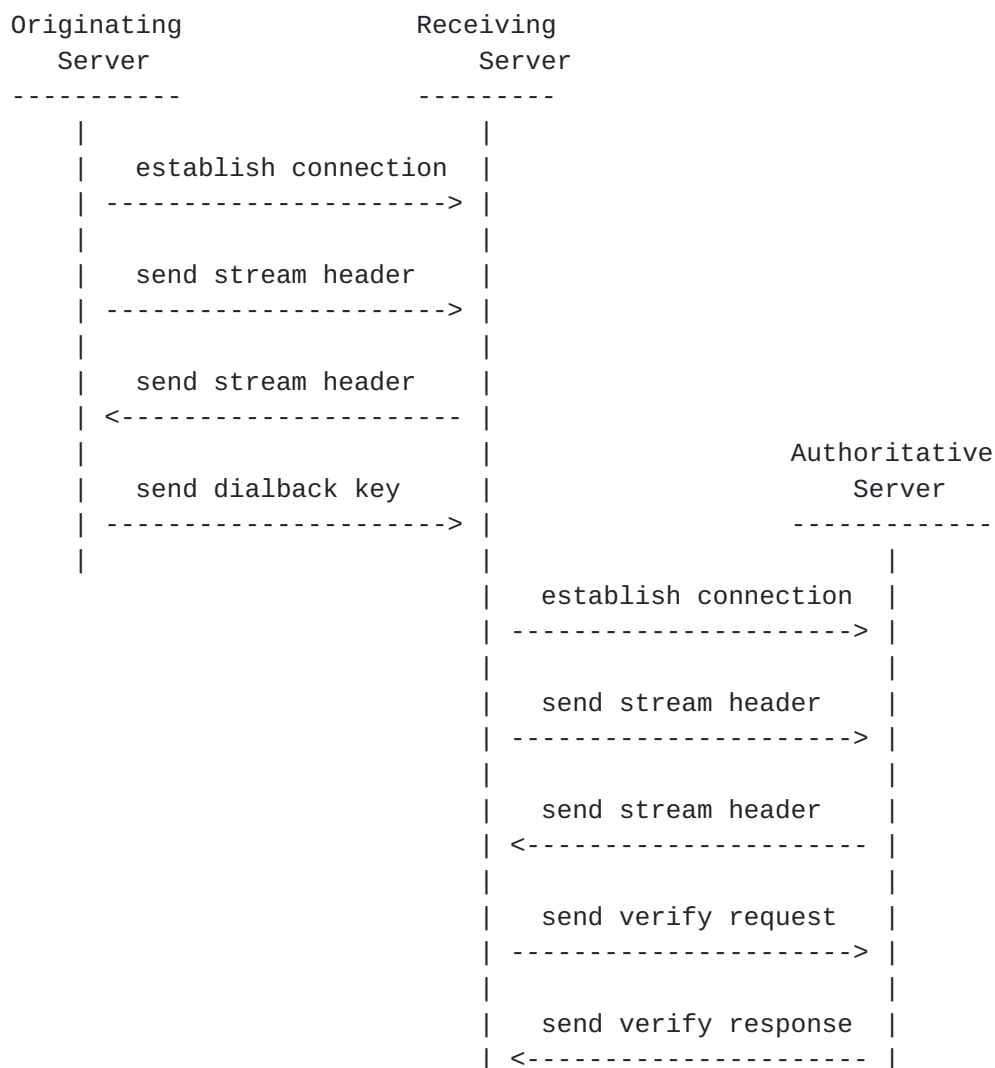 Originating                Receiving
   Server                     Server
-----------               ---------
    |                         |
    |   establish connection  |
    | ----------------------> |
    |                         |
    |   send stream header    |
    | ----------------------> |
    |                         |
    |   send stream header    |
    | <---------------------- |
    |                         |                   Authoritative
    |   send dialback key     |                       Server
    | ----------------------> |                   -------------
    |                         |                         |
                              |   establish connection  |
                              | ----------------------> |
                              |                         |
                              |   send stream header    |
                              | ----------------------> |
                              |                         |
                              |   send stream header    |
                              | <---------------------- |
                              |                         |
                              |   send verify request   |
                              | ----------------------> |
                              |                         |
                              |   send verify response  |
                              | <---------------------- |